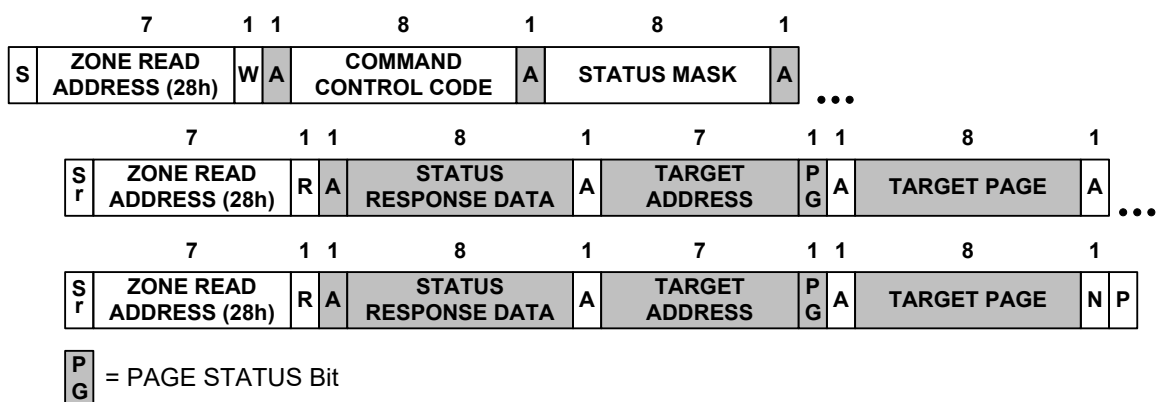 7 1 1 8 1 8 1
S ZONE READ ADDRESS (28h) W A COMMAND CONTROL CODE A STATUS MASK A ...
7 1 1 8 1 7 1 1 8 1
Sr ZONE READ ADDRESS (28h) R A STATUS RESPONSE DATA A TARGET ADDRESS PG A TARGET PAGE A ...
7 1 1 8 1 7 1 1 8 1
Sr ZONE READ ADDRESS (28h) R A STATUS RESPONSE DATA A TARGET ADDRESS PG A TARGET PAGE N P
PG = PAGE STATUS Bit